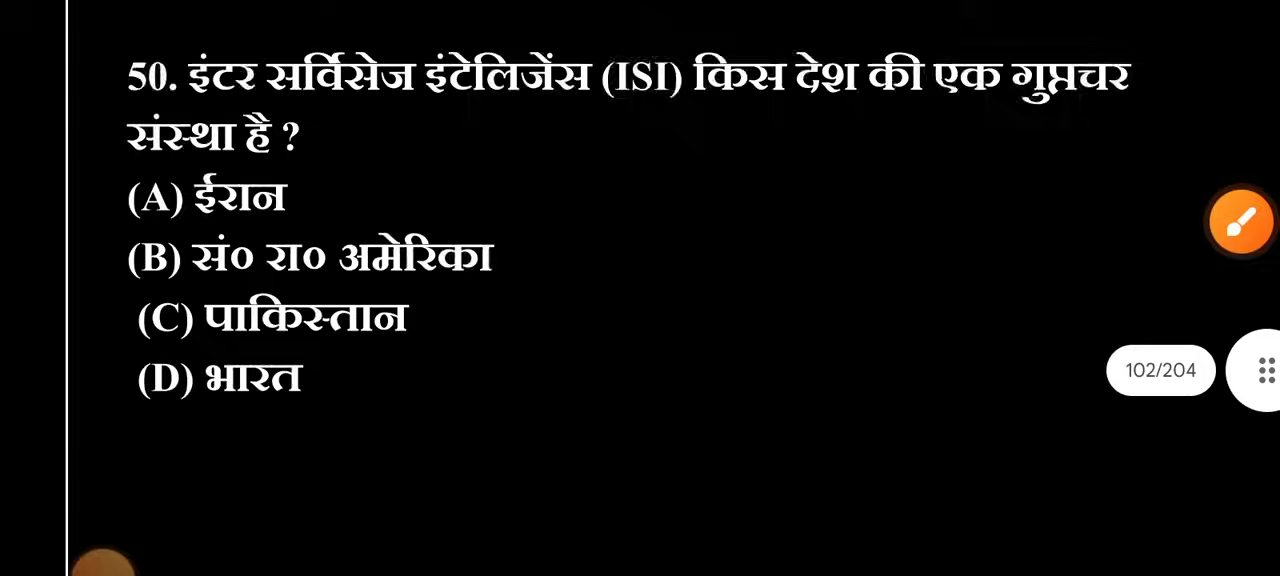 50. इंटर सर्विसेज इंटेलिजेंस (ISI) किस देश की एक गुप्तचर
संस्था है ?
(A) ईरान
(B) सं० रा० अमेरिका
(C) पाकिस्तान
(D) भारत
102/204